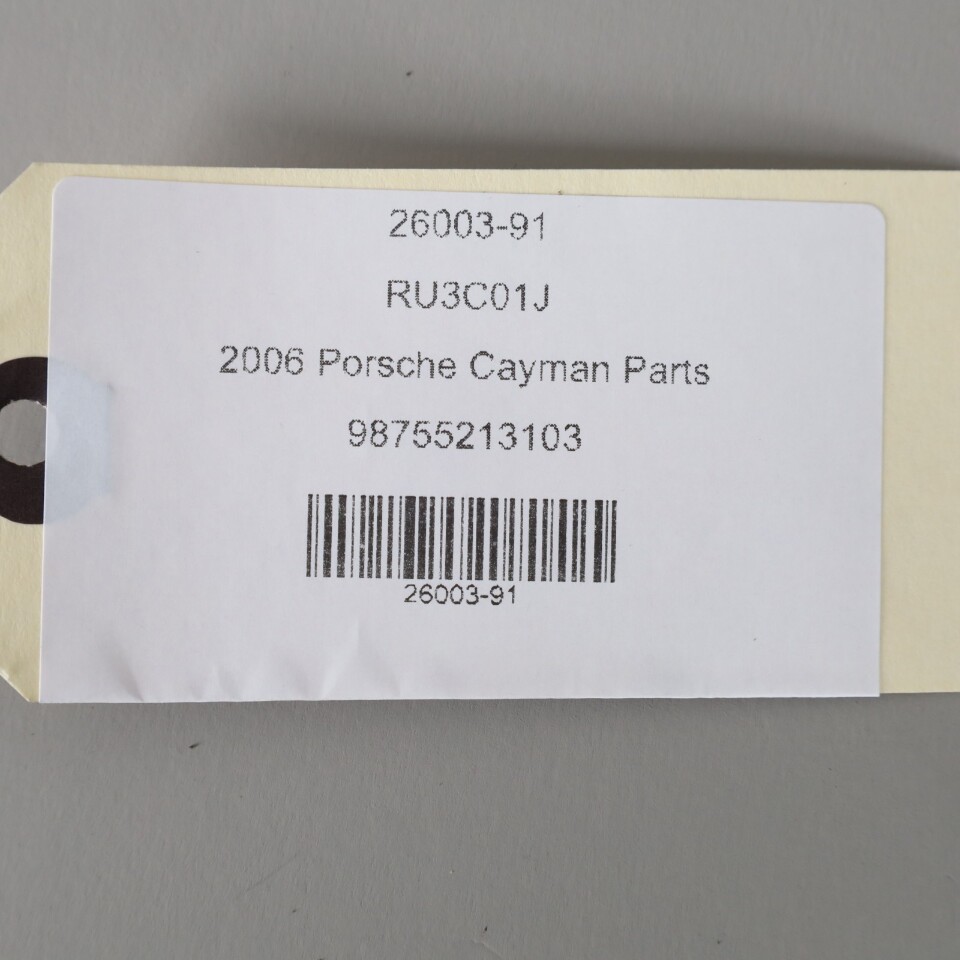 26003-91
RU3C01J
2006 Porsche Cayman Parts
98755213103
26003-91